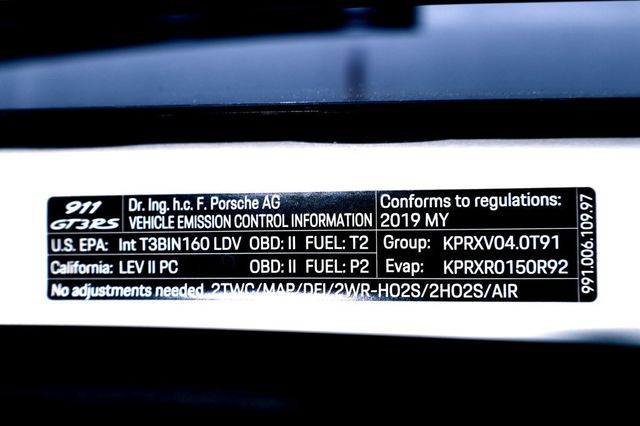 911 GT3RS
Dr. Ing. h.c. F. Porsche AG
VEHICLE EMISSION CONTROL INFORMATION
Conforms to regulations:
2019 MY
U.S. EPA: Int T3BIN160 LDV OBD: II FUEL: T2 Group: KPRXV04.0T91
California: LEV II PC OBD: II FUEL: P2 Evap: KPRXR0150R92
No adjustments needed. 2TWC/MAP/DFI/2WR-HO2S/2HO2S/AIR
991.006.109.97